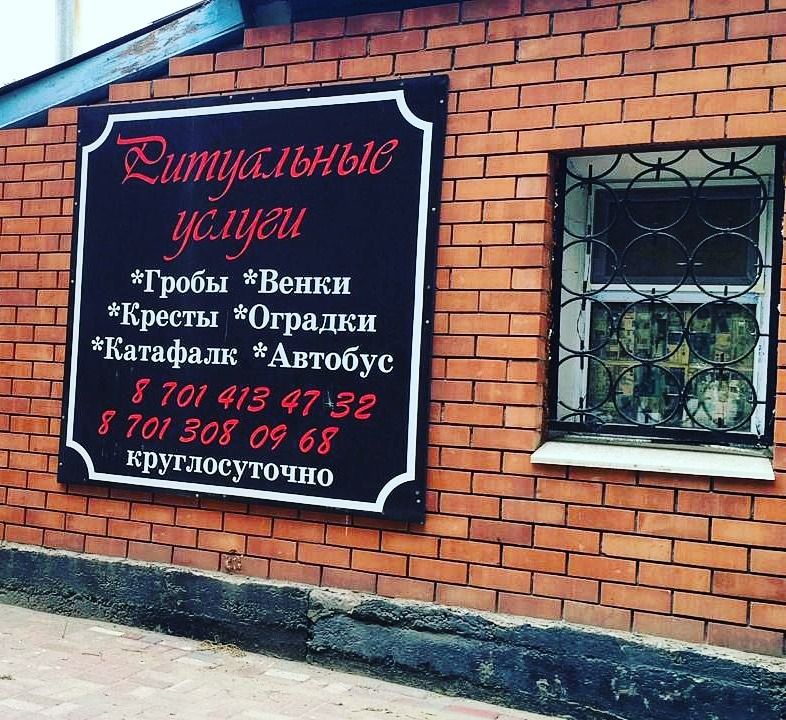 Ритуальные
услуги
*Гробы *Венки
*Кресты *Оградки
*Катафалк *Автобус
8 701 413 47 32
8 701 308 09 68
круглосуточно